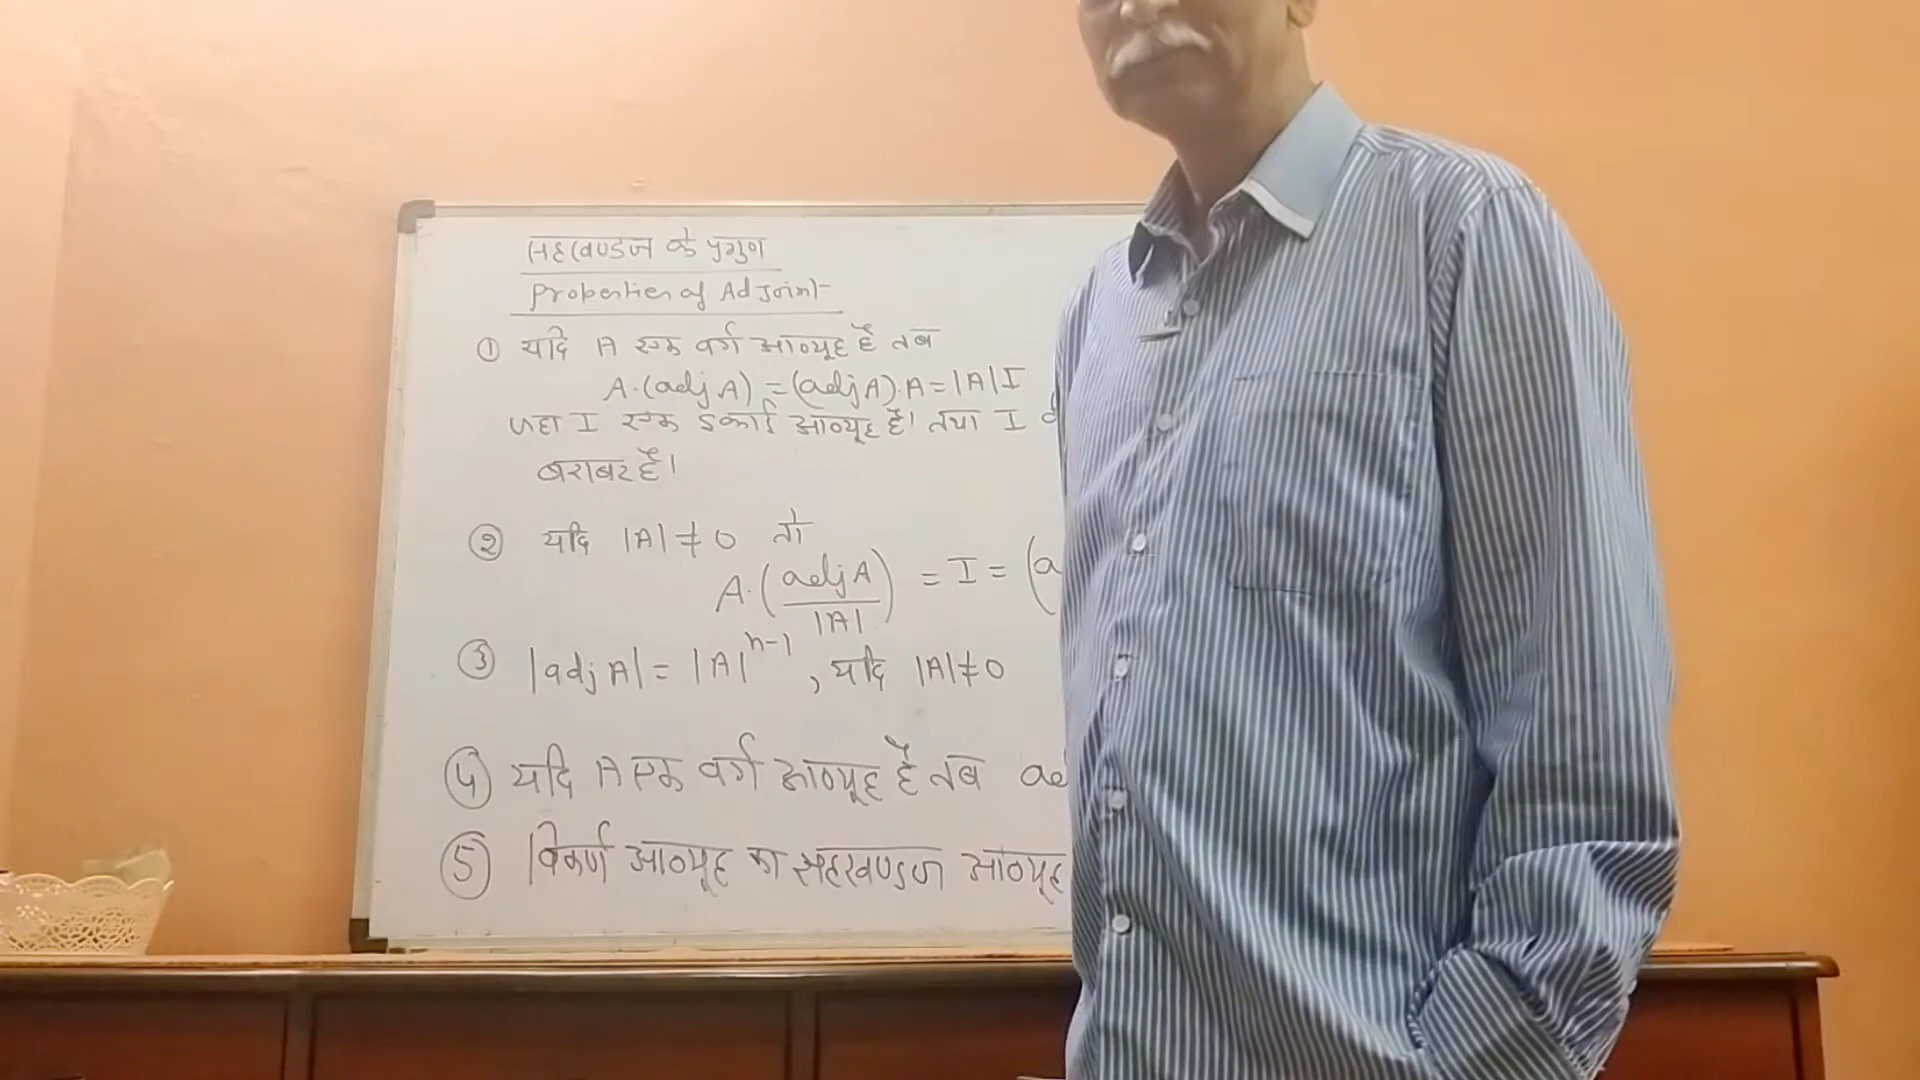 सहखण्डज के प्रगुण
Properties of Adjoint
① यदि A एक वर्ग आव्यूह है तब
A.(adj A) = (adj A).A = |A|I
जहा I एक इकाई आव्यूह है। तथा I
बराबर है।
② यदि |A| ≠ 0 तो
A.(adj A / |A|) = I = (a
③ |adj A| = |A|^{n-1}, यदि |A| ≠ 0
④ यदि A एक वर्ग आव्यूह है तब ad
⑤ विकर्ण आव्यूह का सहखण्डज आव्यूह